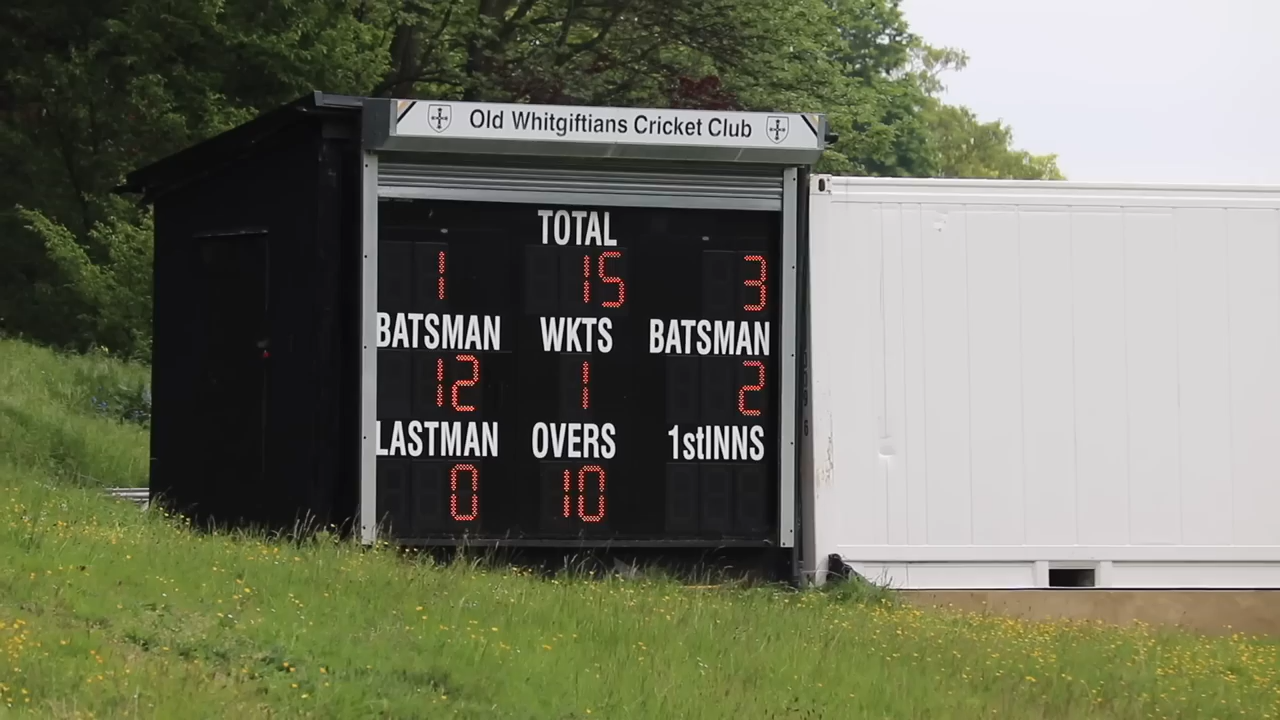 Old Whitgiftians Cricket Club
TOTAL
1 15 3
BATSMAN WKTS BATSMAN
12 1 2
LASTMAN OVERS 1stINNS
0 10